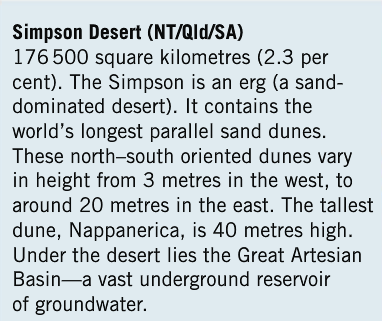 Simpson Desert (NT/Qld/SA)
176 500 square kilometres (2.3 per
cent). The Simpson is an erg (a sand-
dominated desert). It contains the
world’s longest parallel sand dunes.
These north–south oriented dunes vary
in height from 3 metres in the west, to
around 20 metres in the east. The tallest
dune, Nappanerica, is 40 metres high.
Under the desert lies the Great Artesian
Basin—a vast underground reservoir
of groundwater.